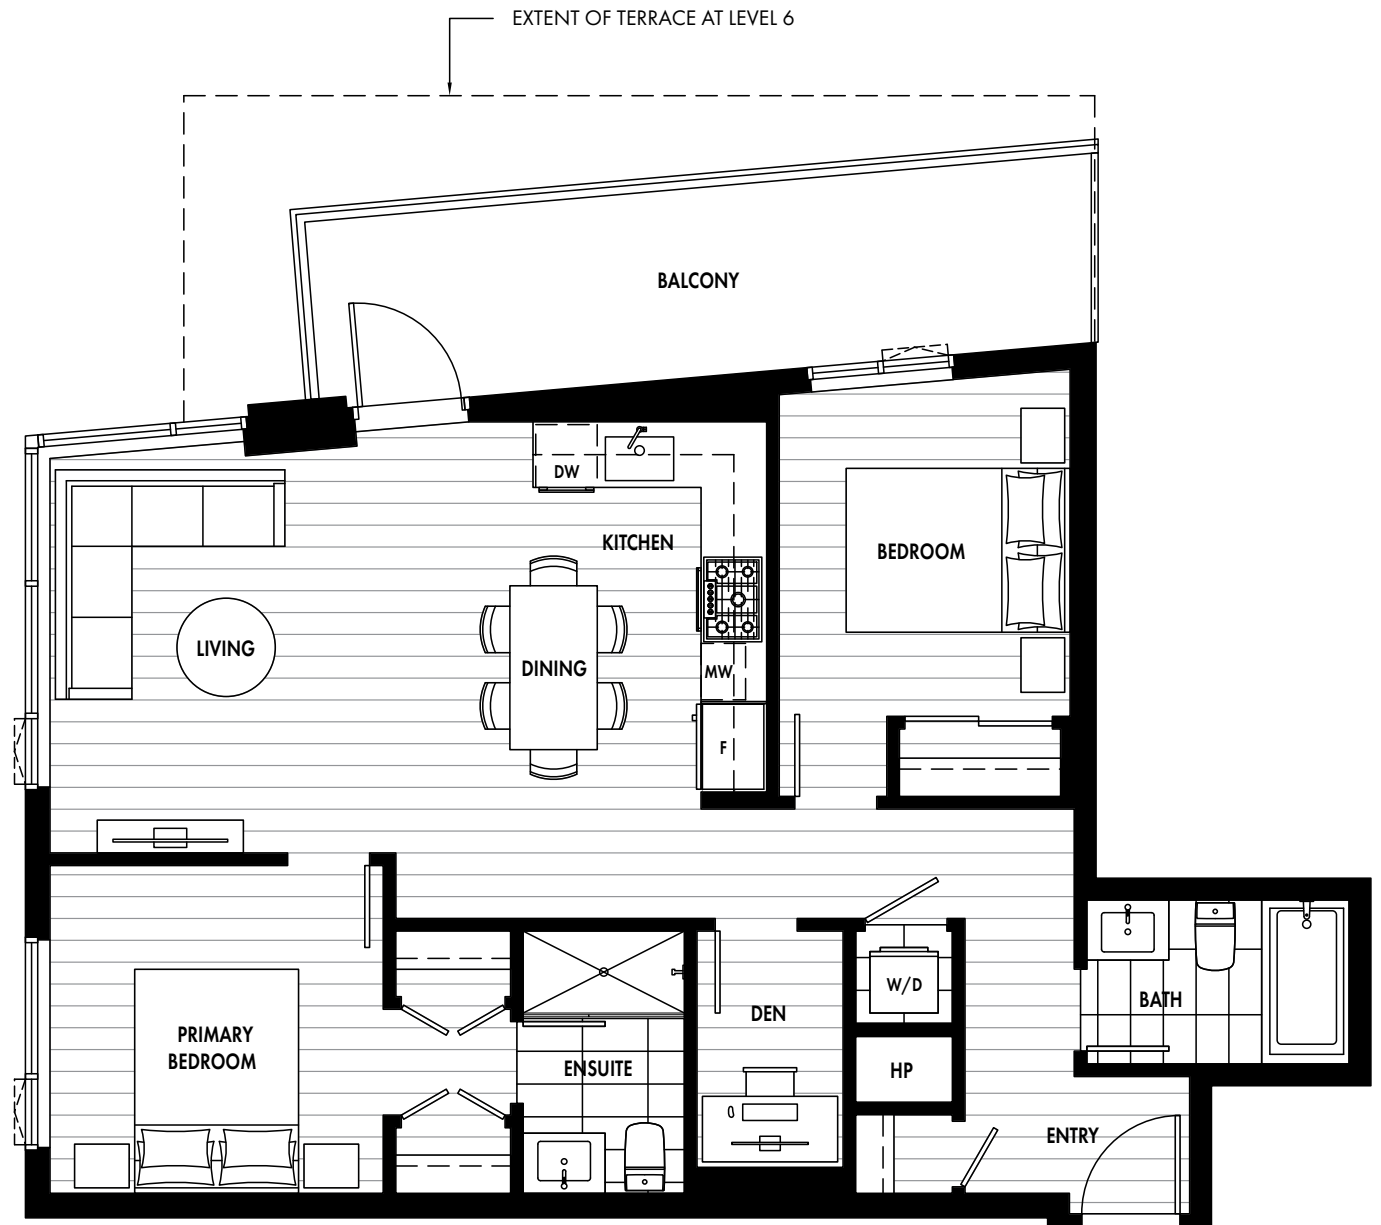 EXTENT OF TERRACE AT LEVEL 6
BALCONY
DW
KITCHEN
BEDROOM
LIVING
DINING
MW
F
W/D
BATH
DEN
PRIMARY
BEDROOM
ENSUITE
HP
ENTRY